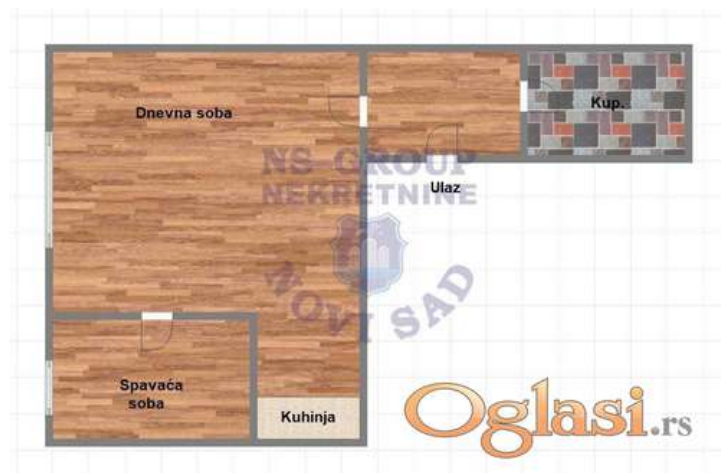 Dnevna soba
Kup.
NS GROUP
NEKRETNINE
Ulaz
NOVI SAD
Spavaća
soba
Kuhinja
Oglasi.rs